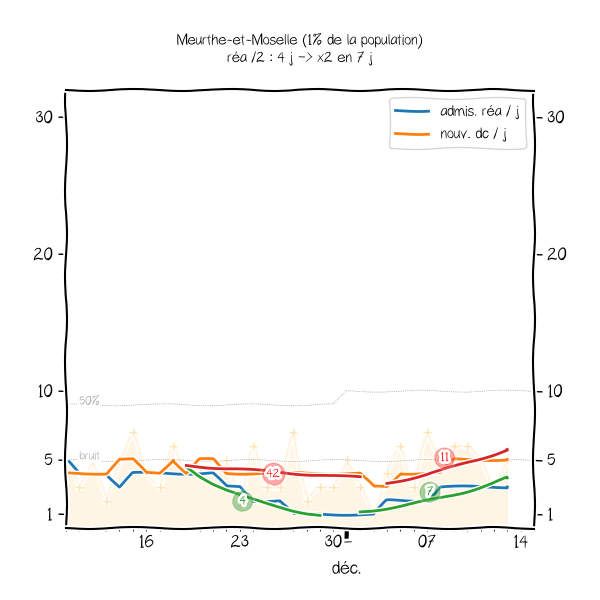 Meurthe-et-Moselle (1% de la population)
réa /2 : 4 j -> x2 en 7 j
admis. réa / j
nouv. dc / j
30 30
20 20
10 10
50%
bruit
5 5
11
42
7
4
1 1
16 23 30 07 14
déc.